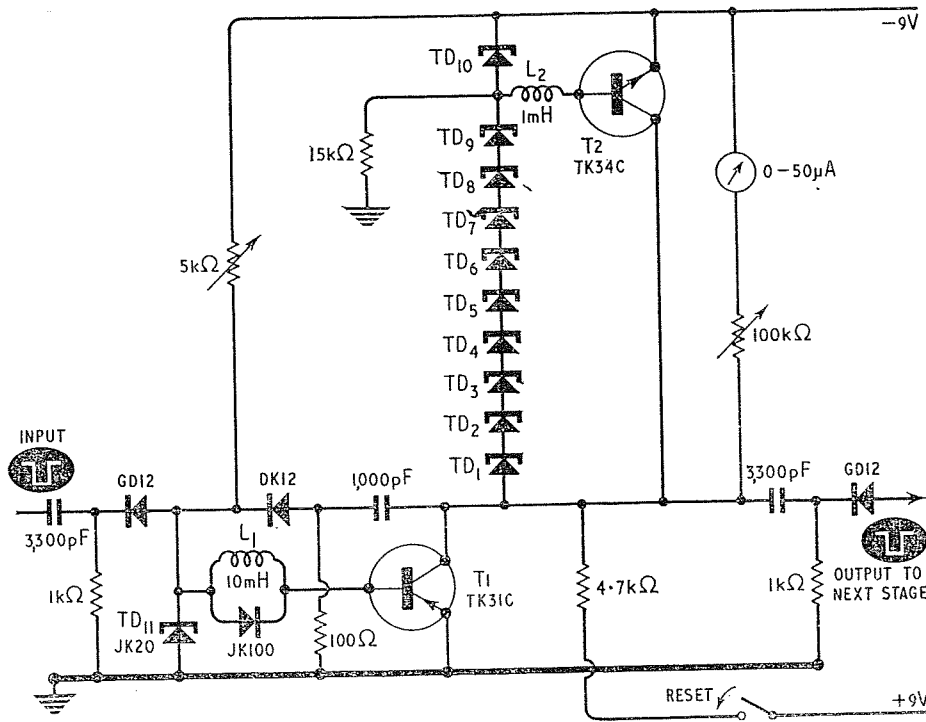 −9V
TD10
L2
1mH
T2
TK34C
15kΩ
TD9
TD8
TD7
TD6
TD5
TD4
TD3
TD2
TD1
0−50μA
5kΩ
100kΩ
INPUT
3,300pF
GD12
DK12
1,000pF
3,300pF
GD12
L1
10mH
JK100
1kΩ
TD11
JK20
100Ω
T1
TK31C
4·7kΩ
1kΩ
OUTPUT TO
NEXT STAGE
RESET
+9V